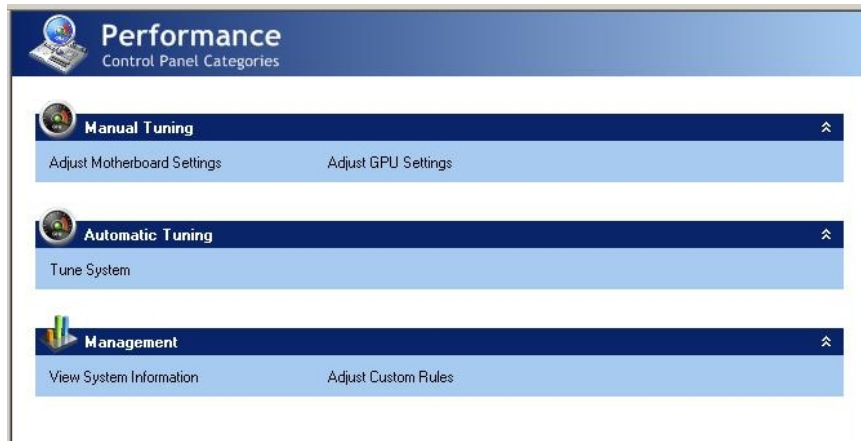 Performance
Control Panel Categories
Manual Tuning
Adjust Motherboard Settings Adjust GPU Settings
Automatic Tuning
Tune System
Management
View System Information Adjust Custom Rules